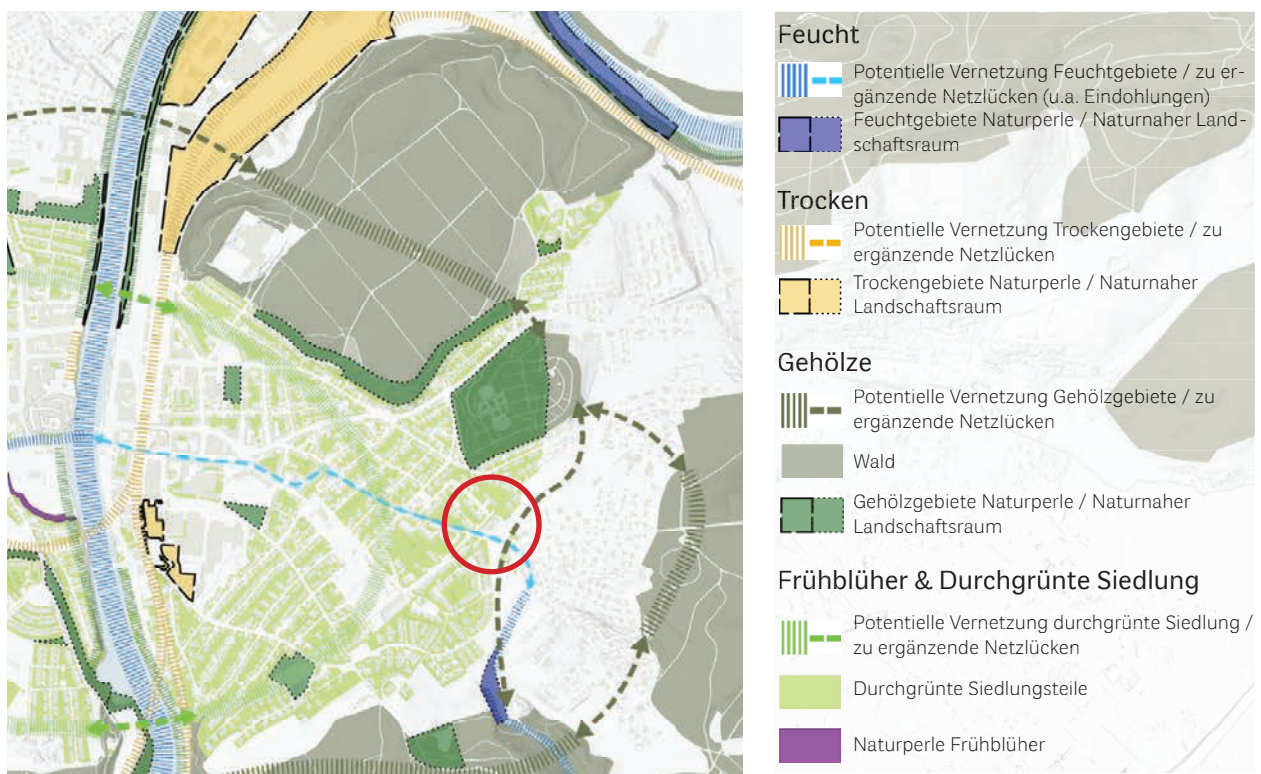 Feucht
Potentielle Vernetzung Feuchtgebiete / zu er-
gänzende Netzlücken (u.a. Eindohlungen)
Feuchtgebiete Naturperle / Naturnaher Land-
schaftsraum
Trocken
Potentielle Vernetzung Trockengebiete / zu
ergänzende Netzlücken
Trockengebiete Naturperle / Naturnaher
Landschaftsraum
Gehölze
Potentielle Vernetzung Gehölzgebiete / zu
ergänzende Netzlücken
Wald
Gehölzgebiete Naturperle / Naturnaher
Landschaftsraum
Frühblüher & Durchgrünte Siedlung
Potentielle Vernetzung durchgrünte Siedlung /
zu ergänzende Netzlücken
Durchgrünte Siedlungsteile
Naturperle Frühblüher